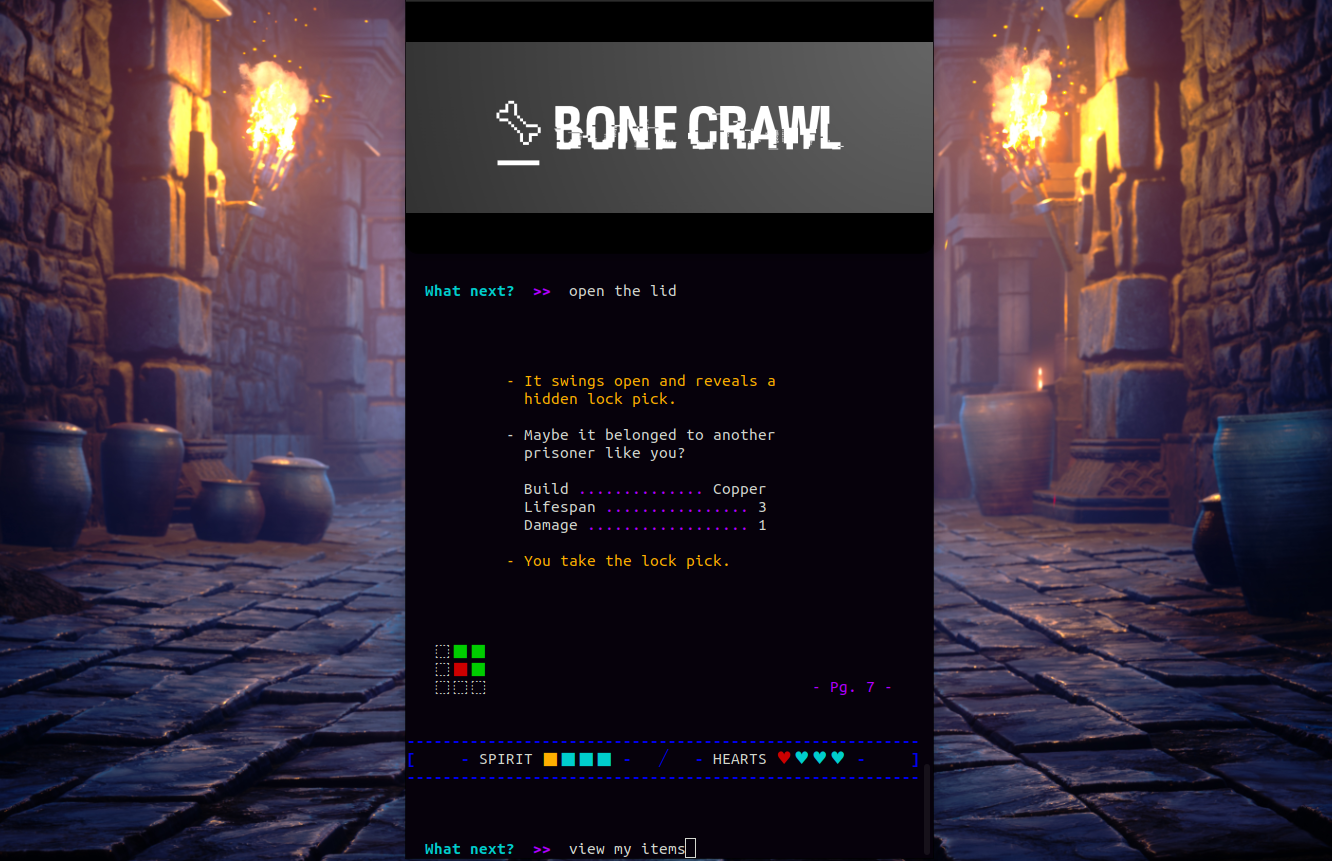 BONE CRAWL
What next? >> open the lid
- It swings open and reveals a
hidden lock pick.
- Maybe it belonged to another
prisoner like you?
Build .............. Copper
Lifespan ................ 3
Damage .................. 1
- You take the lock pick.
- Pg. 7 -
[ - SPIRIT - / - HEARTS ♥♥♥♥ - ]
What next? >> view my items